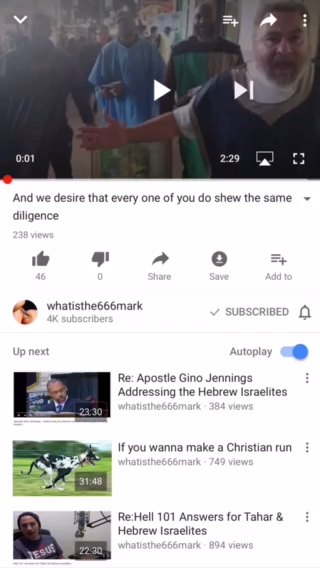 0:01
2:29
And we desire that every one of you do shew the same
diligence
238 views
46
0
Share
Save
Add to
whatisthe666mark
4K subscribers
SUBSCRIBED
Up next
Autoplay
23:30
Re: Apostle Gino Jennings
Addressing the Hebrew Israelites
whatisthe666mark · 384 views
31:48
If you wanna make a Christian run
whatisthe666mark · 749 views
JESUS
22:30
Re:Hell 101 Answers for Tahar &
Hebrew Israelites
whatisthe666mark · 894 views